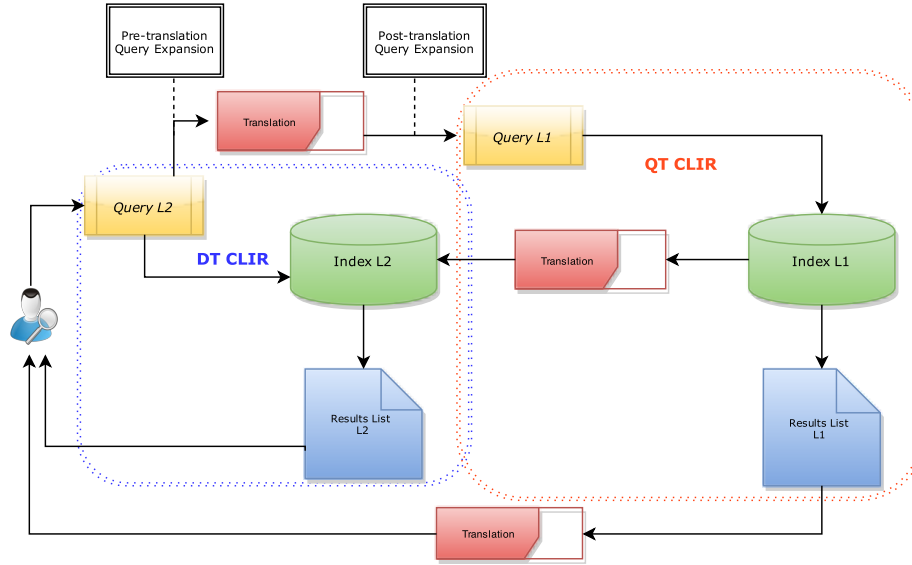 Pre-translation
Query Expansion
Post-translation
Query Expansion
Translation
Query L1
QT CLIR
Query L2
DT CLIR
Index L2
Translation
Index L1
Results List
L2
Results List
L1
Translation